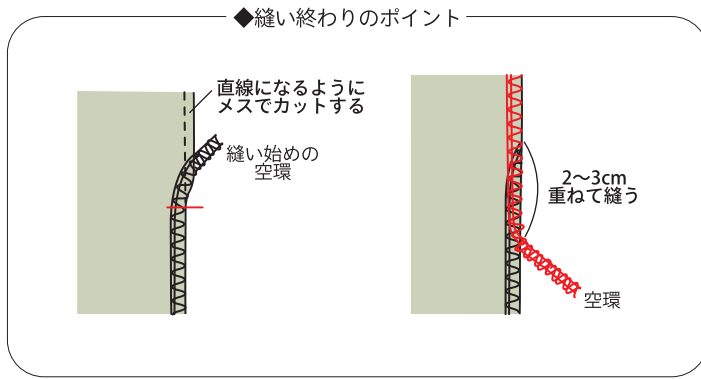 ◆縫い終わりのポイント
直線になるように
メスでカットする
縫い始めの
空環
2〜3cm
重ねて縫う
空環